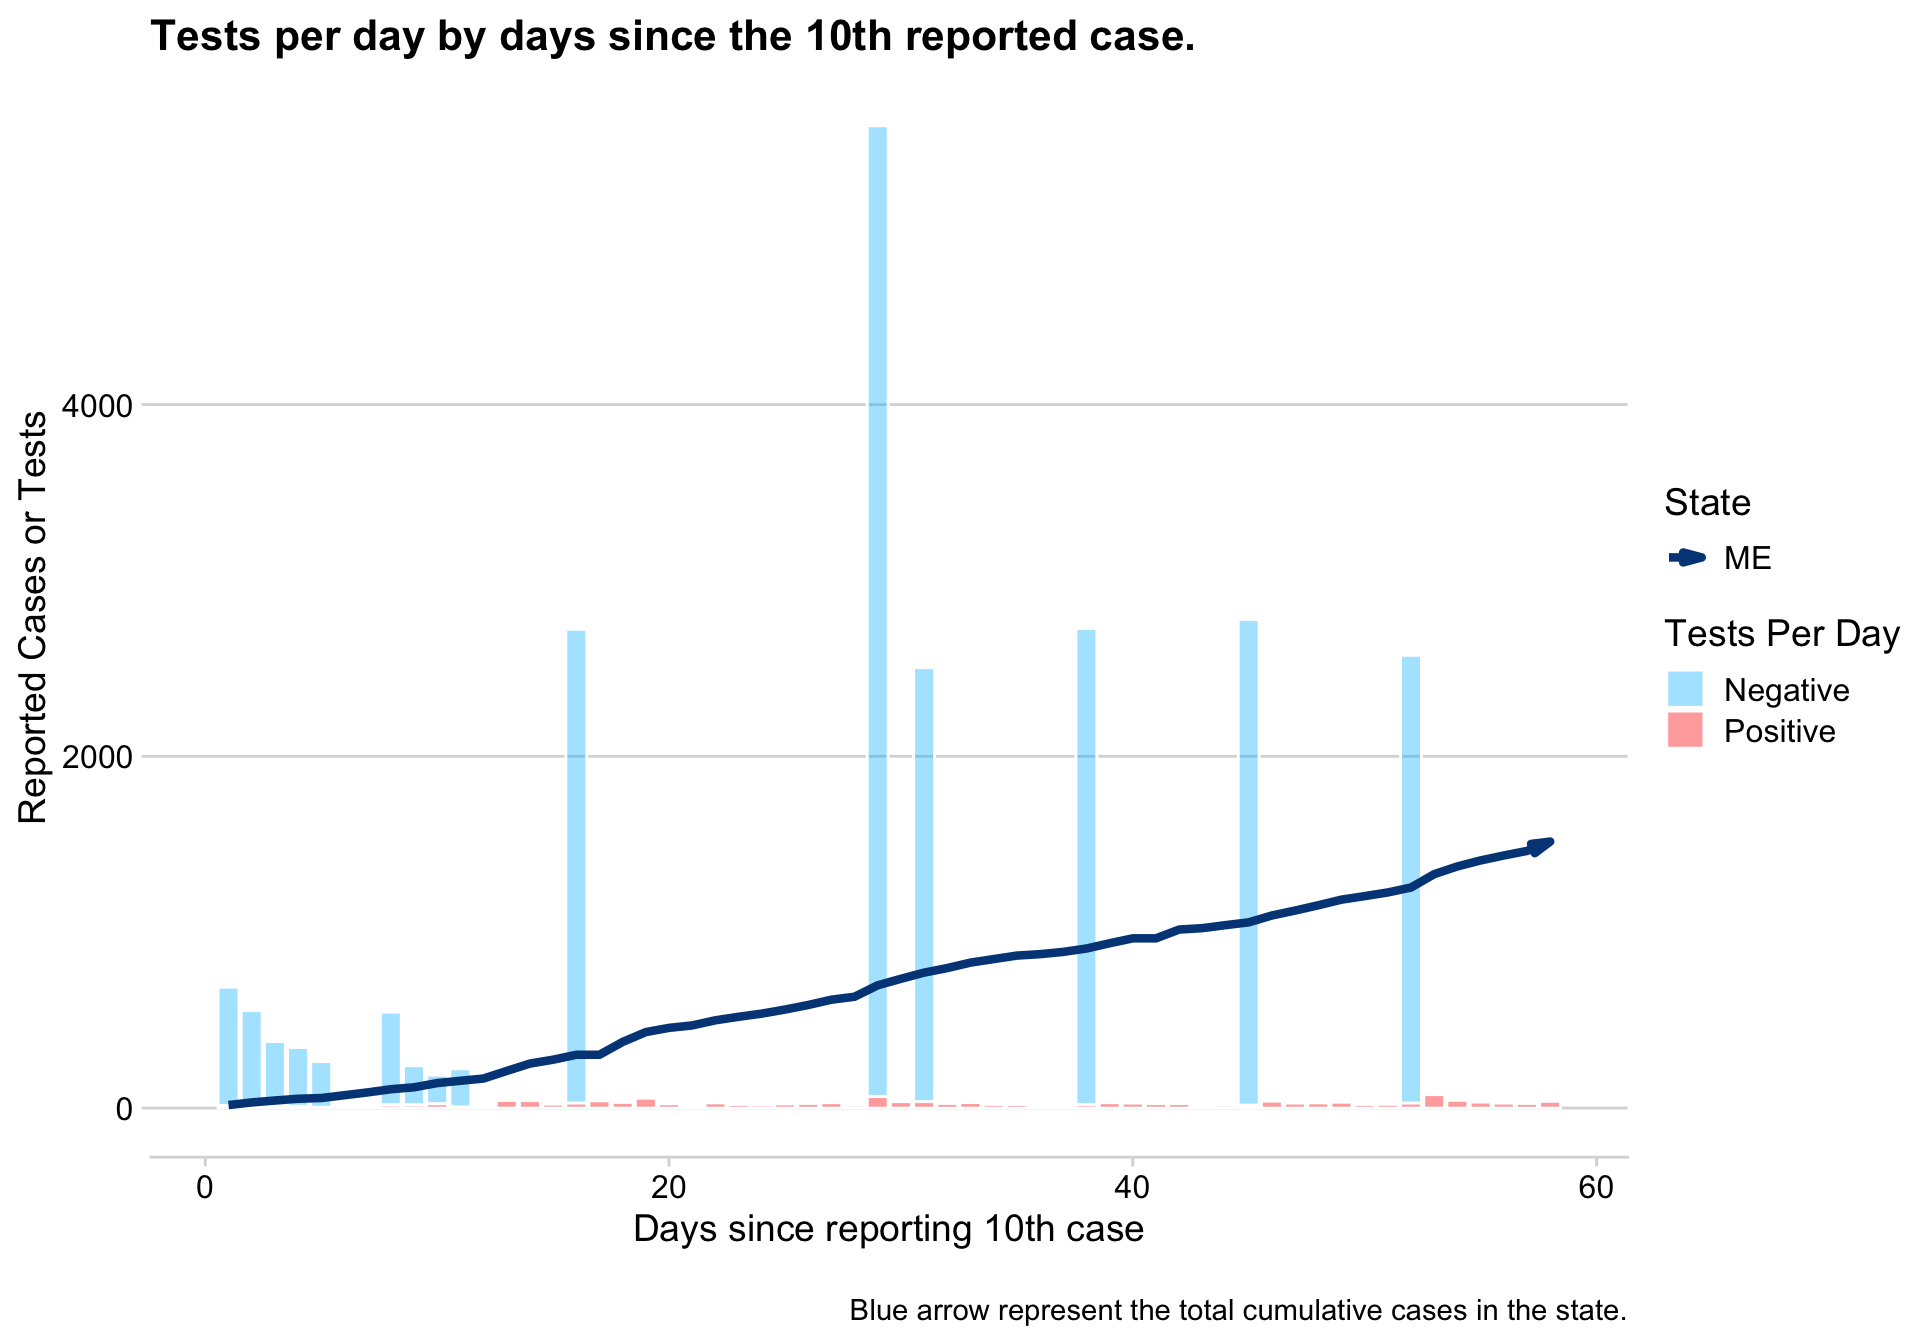 Tests per day by days since the 10th reported case.
Reported Cases or Tests
4000
2000
0
0
20
40
60
Days since reporting 10th case
State
ME
Tests Per Day
Negative
Positive
Blue arrow represent the total cumulative cases in the state.